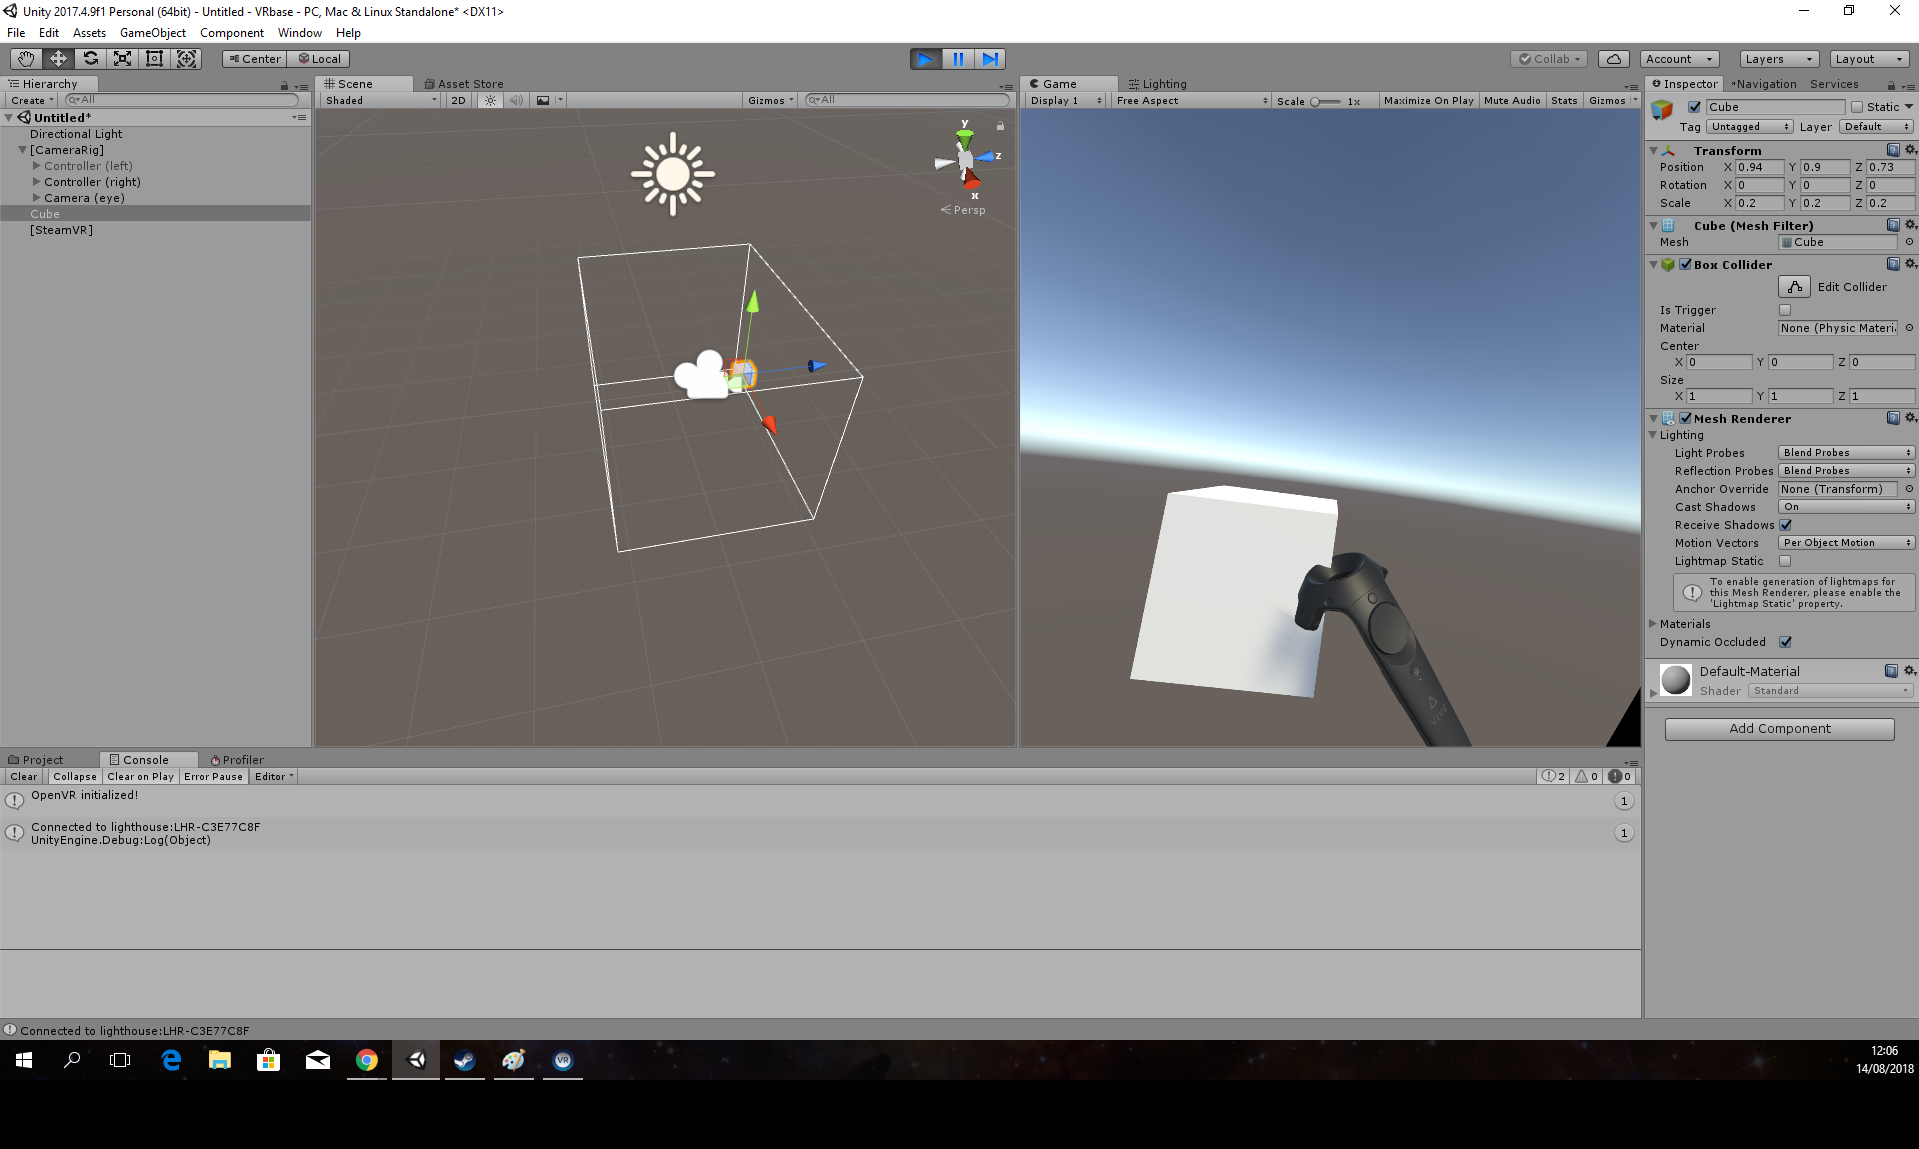 Unity 2017.4.9f1 Personal (64bit) - Untitled - VRbase - PC, Mac & Linux Standalone* <DX11>
File Edit Assets GameObject Component Window Help
Center Local Collab Account Layers Layout
Hierarchy
Create All
Untitled*
Directional Light
[CameraRig]
Controller (left)
Controller (right)
Camera (eye)
Cube
[SteamVR]
Scene Asset Store
Shaded 2D Gizmos All
y
z
x
Persp
Game Lighting
Display 1 Free Aspect Scale 1x Maximize On Play Mute Audio Stats Gizmos
VIVE
Inspector Navigation Services
Cube Static
Tag Untagged Layer Default
Transform
Position X 0.94 Y 0.9 Z 0.73
Rotation X 0 Y 0 Z 0
Scale X 0.2 Y 0.2 Z 0.2
Cube (Mesh Filter)
Mesh Cube
Box Collider
Edit Collider
Is Trigger
Material None (Physic Materi
Center
X 0 Y 0 Z 0
Size
X 1 Y 1 Z 1
Mesh Renderer
Lighting
Light Probes Blend Probes
Reflection Probes Blend Probes
Anchor Override None (Transform)
Cast Shadows On
Receive Shadows
Motion Vectors Per Object Motion
Lightmap Static
To enable generation of lightmaps for
this Mesh Renderer, please enable the
'Lightmap Static' property.
Materials
Dynamic Occluded
Default-Material
Shader Standard
Add Component
Project Console Profiler
Clear Collapse Clear on Play Error Pause Editor 2 0 0
OpenVR initialized! 1
Connected to lighthouse:LHR-C3E77C8F
UnityEngine.Debug:Log(Object) 1
Connected to lighthouse:LHR-C3E77C8F
VR
12:06
14/08/2018